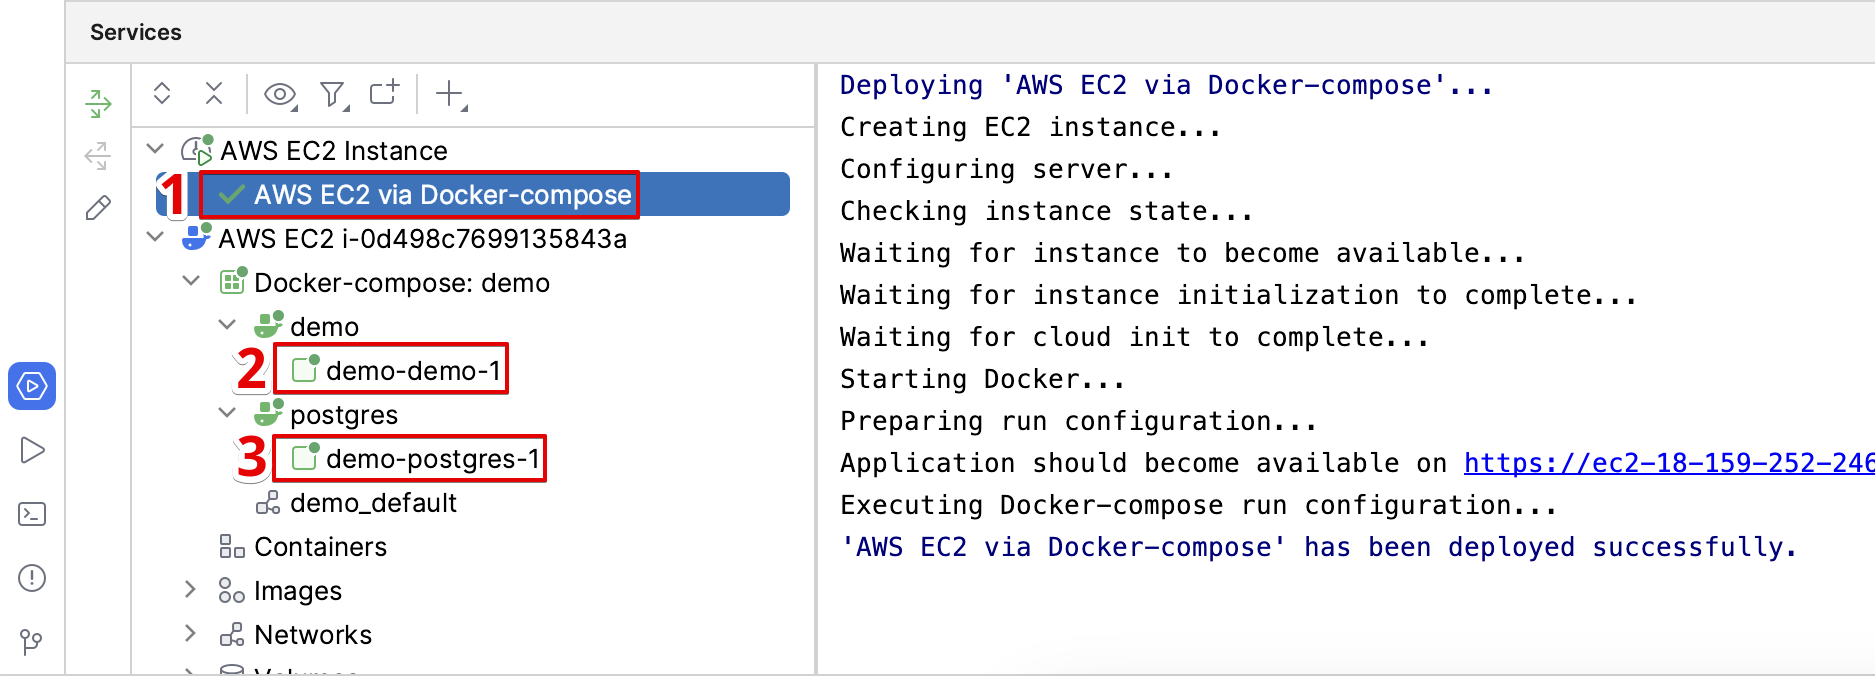 Services
AWS EC2 Instance
1 AWS EC2 via Docker-compose
AWS EC2 i-0d498c7699135843a
Docker-compose: demo
demo
2 demo-demo-1
postgres
3 demo-postgres-1
demo_default
Containers
Images
Networks
Volumes
Deploying 'AWS EC2 via Docker-compose'...
Creating EC2 instance...
Configuring server...
Checking instance state...
Waiting for instance to become available...
Waiting for instance initialization to complete...
Waiting for cloud init to complete...
Starting Docker...
Preparing run configuration...
Application should become available on https://ec2-18-159-252-246
Executing Docker-compose run configuration...
'AWS EC2 via Docker-compose' has been deployed successfully.